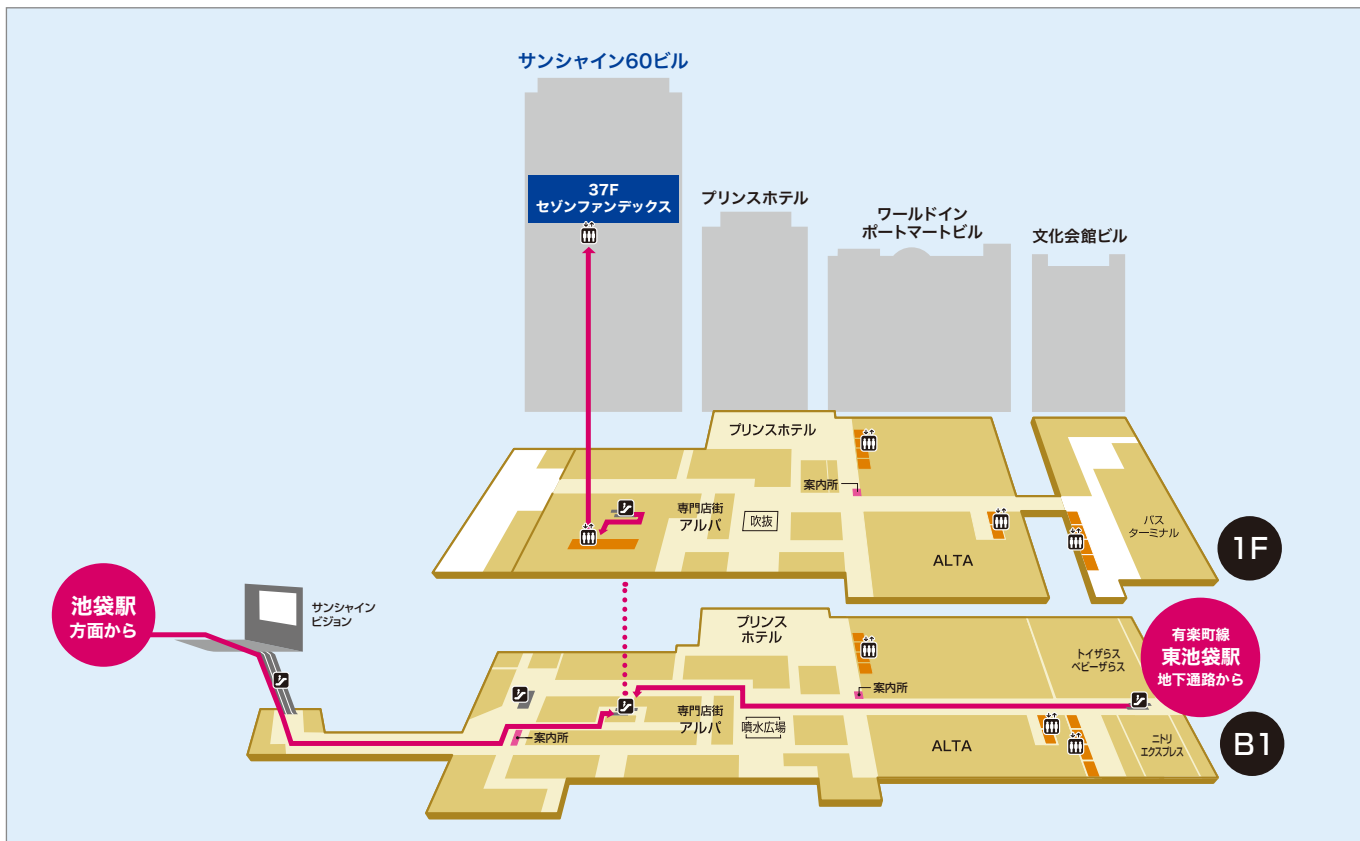 サンシャイン60ビル
37F
セゾンファンデックス
プリンスホテル
ワールドイン
ポートマートビル
文化会館ビル
プリンスホテル
案内所
専門店街
アルパ
吹抜
ALTA
バス
ターミナル
1F
池袋駅
方面から
サンシャイン
ビジョン
プリンス
ホテル
トイザらス
ベビーザらス
有楽町線
東池袋駅
地下通路から
案内所
専門店街
アルパ
噴水広場
案内所
ALTA
ニトリ
エクスプレス
B1